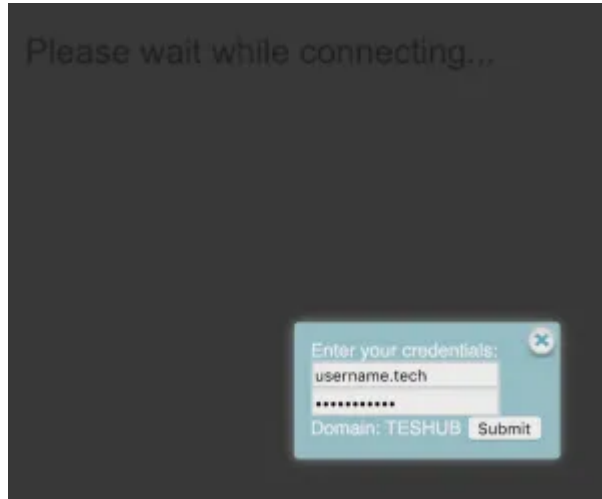 Please wait while connecting...
Enter your credentials:
username.tech
•••••••••••
Domain: TESHUB Submit